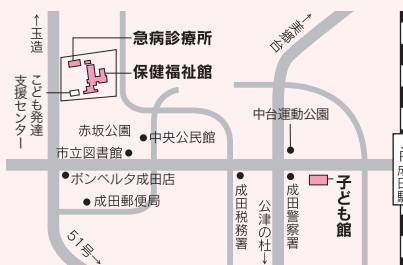 ←玉造
急病診療所
保健福祉館
こども発達
支援センター
←美郷台
中台運動公園
赤坂公園
中央公民館
市立図書館
ボンベルタ成田店
成田郵便局
51号→
成田税務署
公津の杜→
成田警察署
子ども館